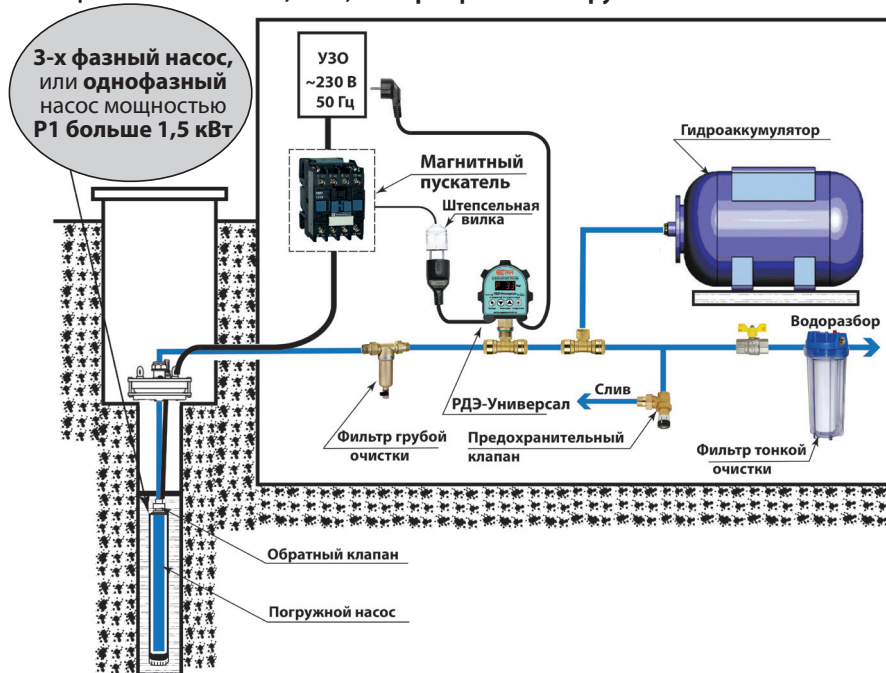 3-х фазный насос,
или однофазный
насос мощностью
P1 больше 1,5 кВт
УЗО
~230 В
50 Гц
Магнитный
пускатель
Штепсельная
вилка
Гидроаккумулятор
Водоразбор
РДЭ-Универсал
Слив
Фильтр грубой
очистки
Предохранительный
клапан
Фильтр тонкой
очистки
Обратный клапан
Погружной насос